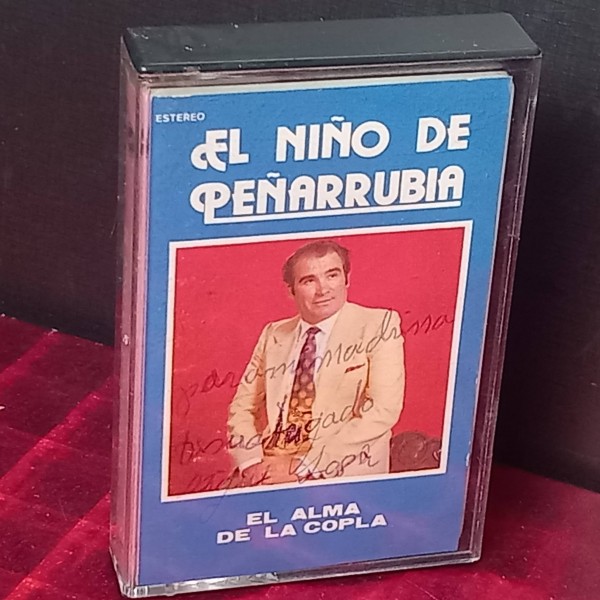 ESTEREO
EL NIÑO DE
PEÑARRUBIA
para mi madrina
EL ALMA
DE LA COPLA